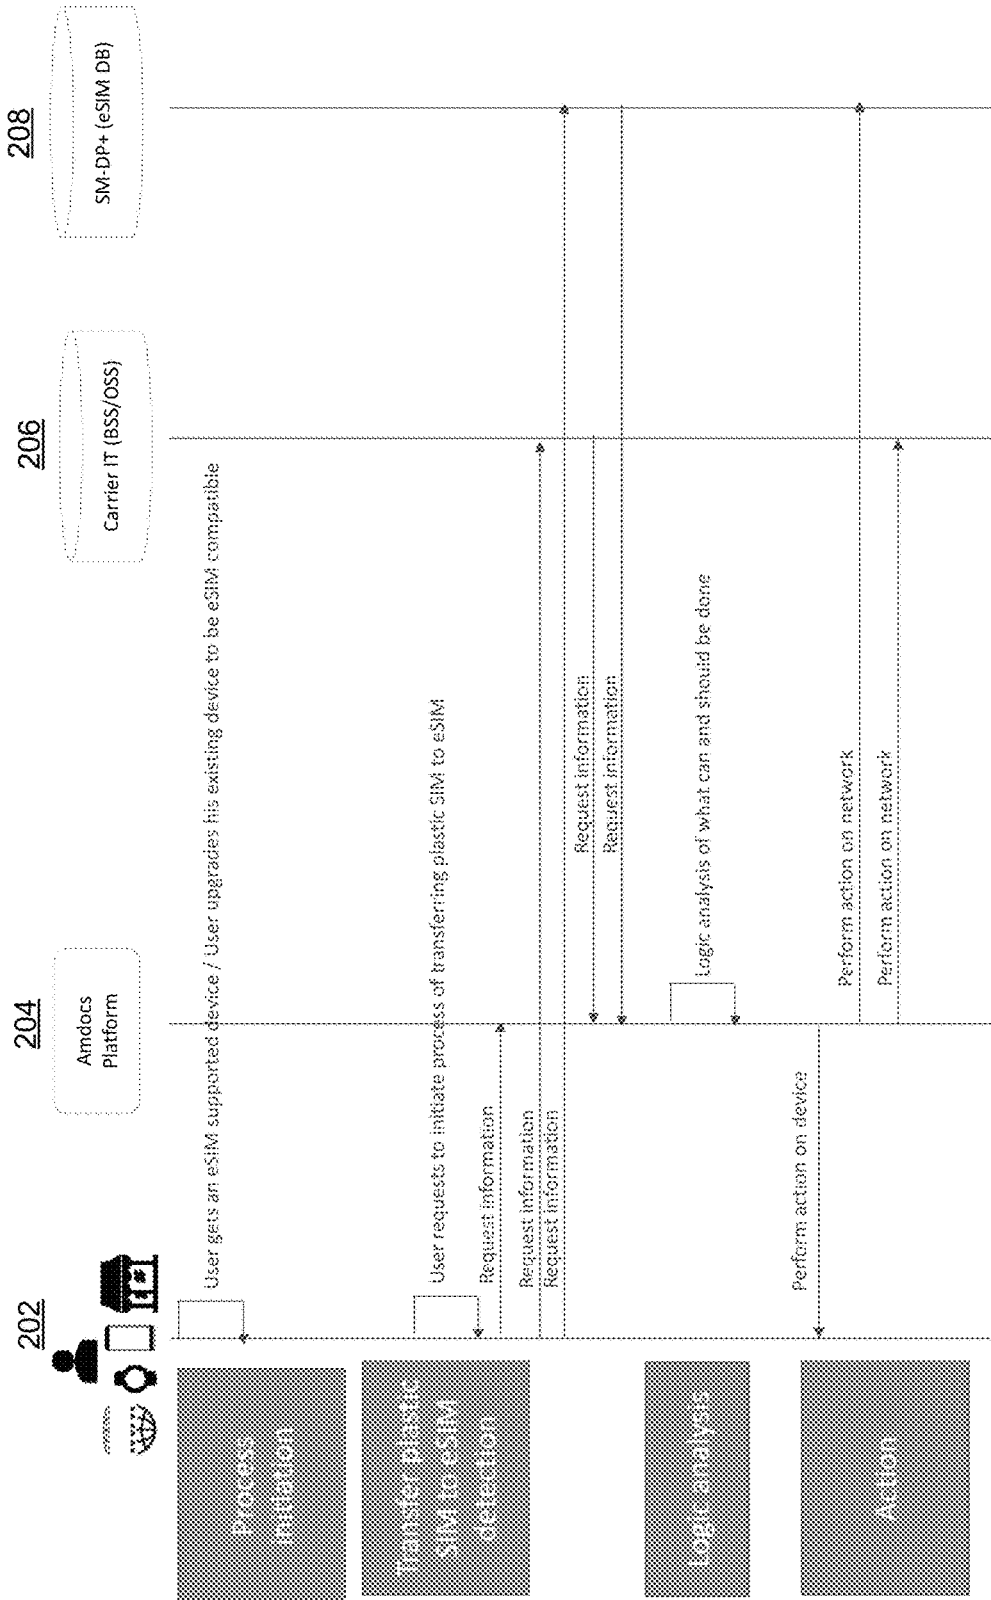 202
204
206
208
Amdocs
Platform
Carrier IT (BSS/OSS)
SM-DP+ (eSIM DB)
Process
initiation
User gets an eSIM supported device / User upgrades his existing device to be eSIM compatible
Transfer plastic
SIM to eSIM
detection
User requests to initiate process of transferring plastic SIM to eSIM
Request information
Request information
Request information
Request information
Request information
Logic analysis
Logic analysis of what can and should be done
Action
Perform action on device
Perform action on network
Perform action on network